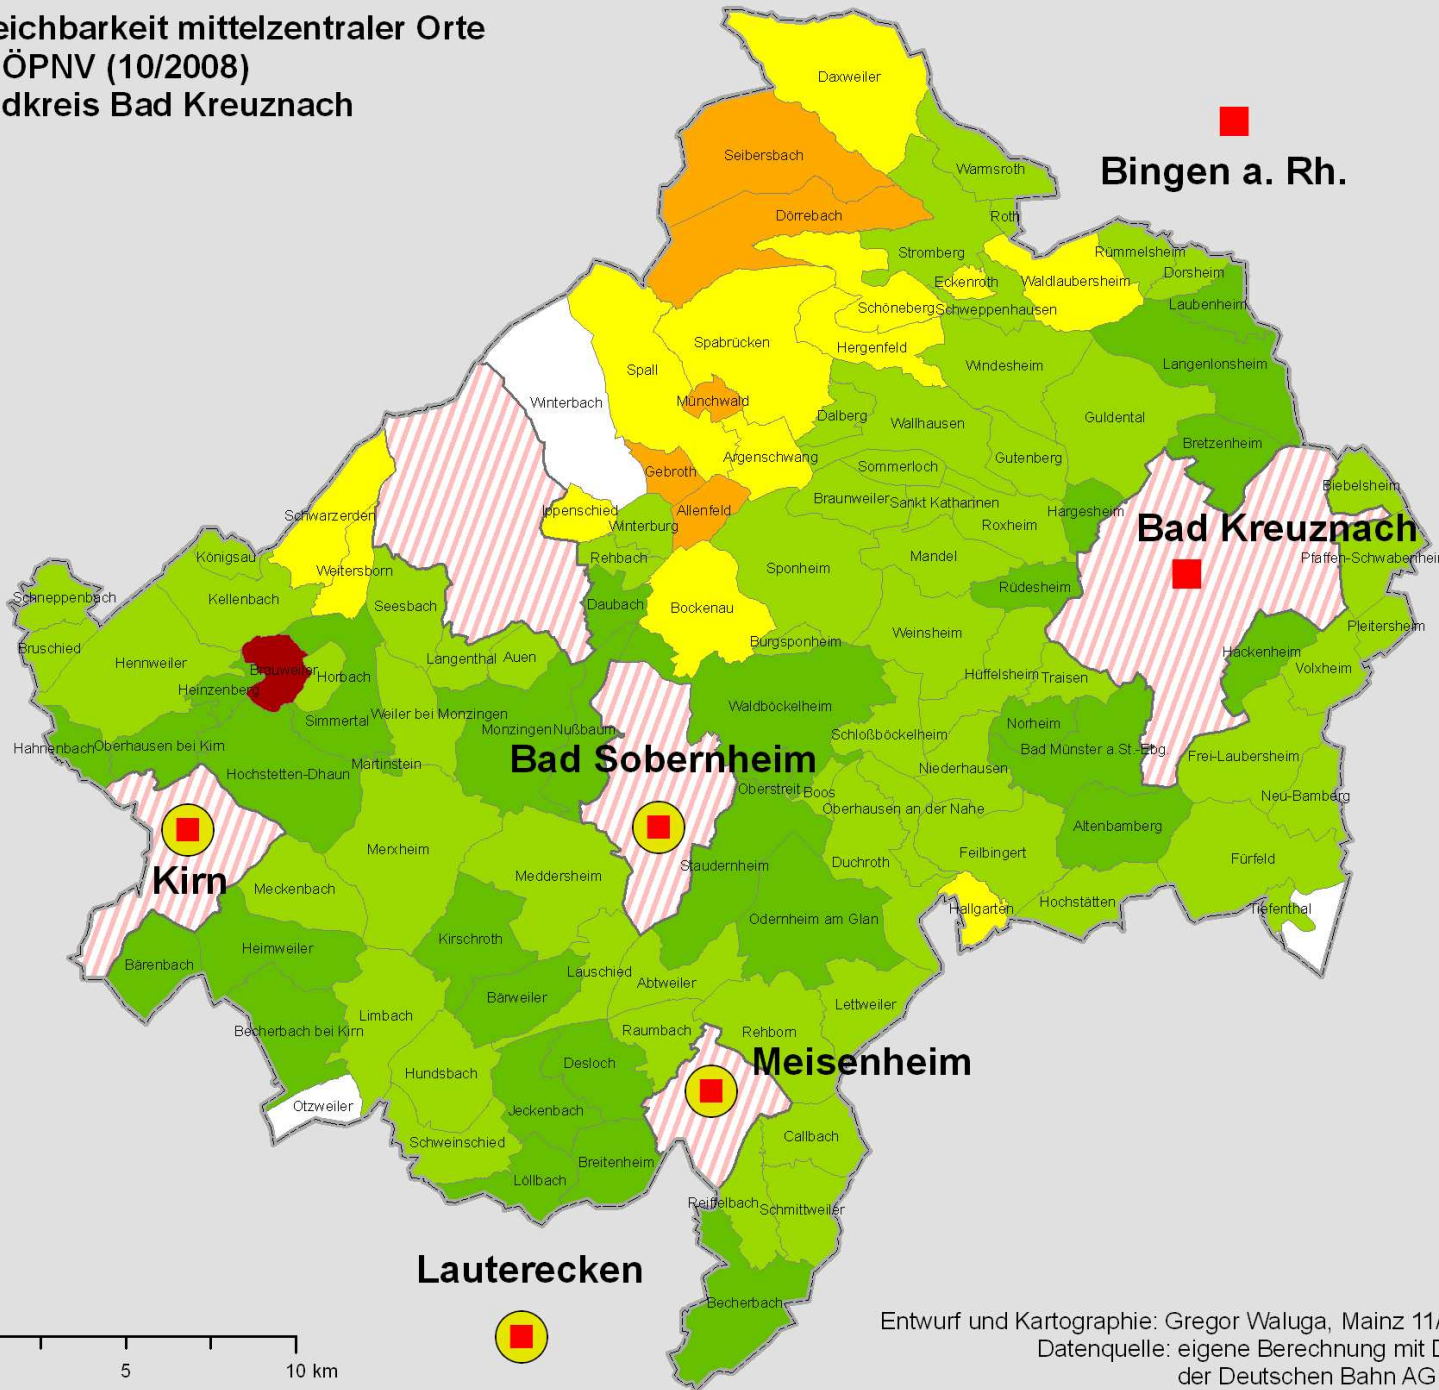 eichbarkeit mittelzentraler Orte
ÖPNV (10/2008)
dkreis Bad Kreuznach
Daxweiler
Bingen a. Rh.
Seibersbach
Warmsroth
Dörrebach
Roth
Stromberg
Rümmelsheim
Dorsheim
Eckenroth
Waldlaubersheim
Laubenheim
Schöneberg
Schweppenhausen
Spabrücken
Hergenfeld
Windesheim
Langenlonsheim
Spall
Winterbach
Münchwald
Dalberg
Wallhausen
Guldental
Bretzenheim
Argenschwang
Gutenberg
Gebroth
Sommerloch
Biebelsheim
Schwarzerden
Ippenschied
Allenfeld
Braunweiler
Sankt Katharinen
Hargesheim
Winterburg
Roxheim
Bad Kreuznach
Königsau
Rehbach
Mandel
Pfaffen-Schwabenheim
Weitersborn
Sponheim
Rüdesheim
Schneppenbach
Kellenbach
Seesbach
Daubach
Bockenau
Pleitersheim
Bruschied
Burgsponheim
Weinsheim
Hackenheim
Hennweiler
Langenthal
Auen
Volxheim
Brauweiler
Horbach
Hüffelsheim
Traisen
Heinzenberg
Simmertal
Weiler bei Monzingen
Waldböckelheim
Norheim
Monzingen
Nußbaum
Schloßböckelheim
Bad Münster a.St.-Ebg.
Hahnenbach
Oberhausen bei Kirn
Frei-Laubersheim
Bad Sobernheim
Martinstein
Niederhausen
Hochstetten-Dhaun
Oberstreit
Boos
Neu-Bamberg
Oberhausen an der Nahe
Altenbamberg
Merxheim
Feilbingert
Fürfeld
Kirn
Staudernheim
Duchroth
Meddersheim
Meckenbach
Hochstätten
Hallgarten
Tiefenthal
Odernheim am Glan
Kirschroth
Heimweiler
Bärenbach
Lauschied
Abtweiler
Bärweiler
Lettweiler
Limbach
Becherbach bei Kirn
Raumbach
Rehborn
Meisenheim
Desloch
Hundsbach
Otzweiler
Jeckenbach
Callbach
Schweinschied
Breitenheim
Löllbach
Reiffelbach
Schmittweiler
Lauterecken
Becherbach
Entwurf und Kartographie: Gregor Waluga, Mainz 11/
Datenquelle: eigene Berechnung mit D
der Deutschen Bahn AG
5
10 km